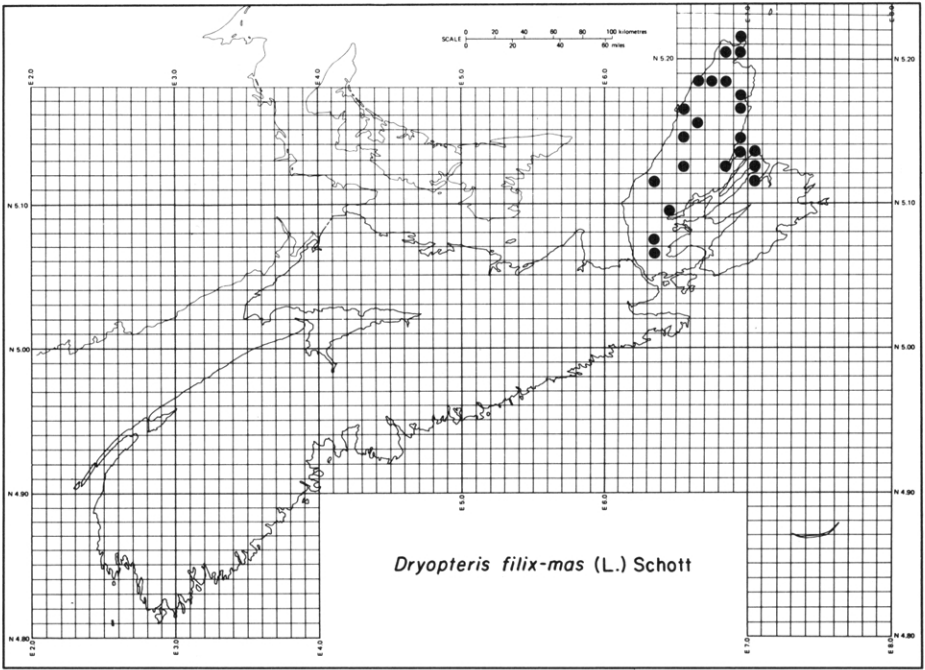 SCALE
0 20 40 60 80 100 kilometres
0 20 40 60 miles
E 2.0 E 3.0 E 4.0 E 5.0 E 6.0
N 5.20 N 5.20
N 5.10 N 5.10
N 5.00 N 5.00
N 4.90 N 4.90
E 5.0 E 6.0
Dryopteris filix-mas (L.) Schott
N 4.80 N 4.80
E 2.0 E 3.0 E 4.0 E 7.0 E 8.0